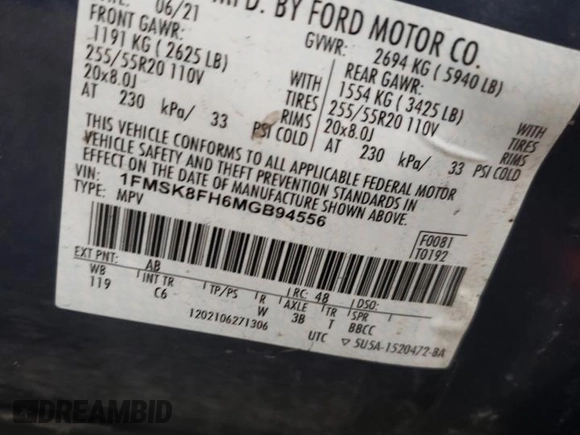 06/21 MFD. BY FORD MOTOR CO.
FRONT GAWR: GVWR: 2694 KG ( 5940 LB)
1191 KG ( 2625 LB) REAR GAWR:
255/55R20 110V WITH TIRES 1554 KG ( 3425 LB)
20x8.0J RIMS 255/55R20 110V WITH TIRES
AT 230 kPa/ 33 PSI COLD 20x8.0J RIMS
AT 230 kPa/ 33 PSI COLD
THIS VEHICLE CONFORMS TO ALL APPLICABLE FEDERAL MOTOR
VEHICLE SAFETY AND THEFT PREVENTION STANDARDS IN
EFFECT ON THE DATE OF MANUFACTURE SHOWN ABOVE.
VIN: 1FMSK8FH6MGB94556
TYPE: MPV
F0081
T0192
EXT PNT: AB RC: 48 DSO:
WB INT TR TP/PS R AXLE TR SPR
119 C6 W 3B T BBCC
1202106271306 UTC ▽ 5U5A-1520472-BA
DREAMBID